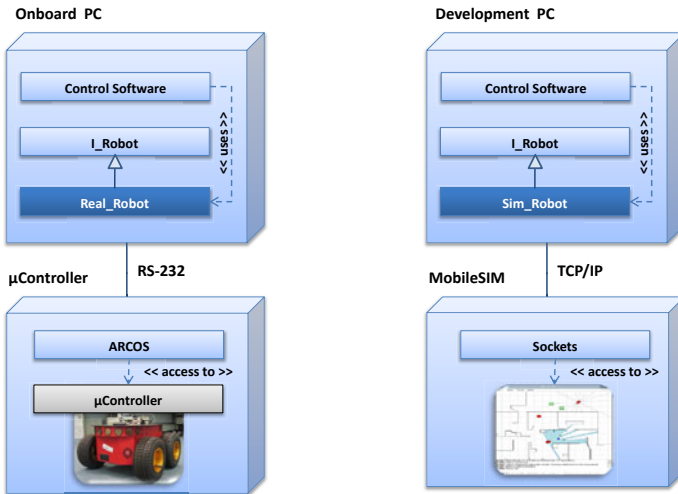 Onboard PC
Control Software
I_Robot
<< uses >>
Real_Robot
RS-232
µController
ARCOS
<< access to >>
µController
Development PC
Control Software
I_Robot
<< uses >>
Sim_Robot
TCP/IP
MobileSIM
Sockets
<< access to >>